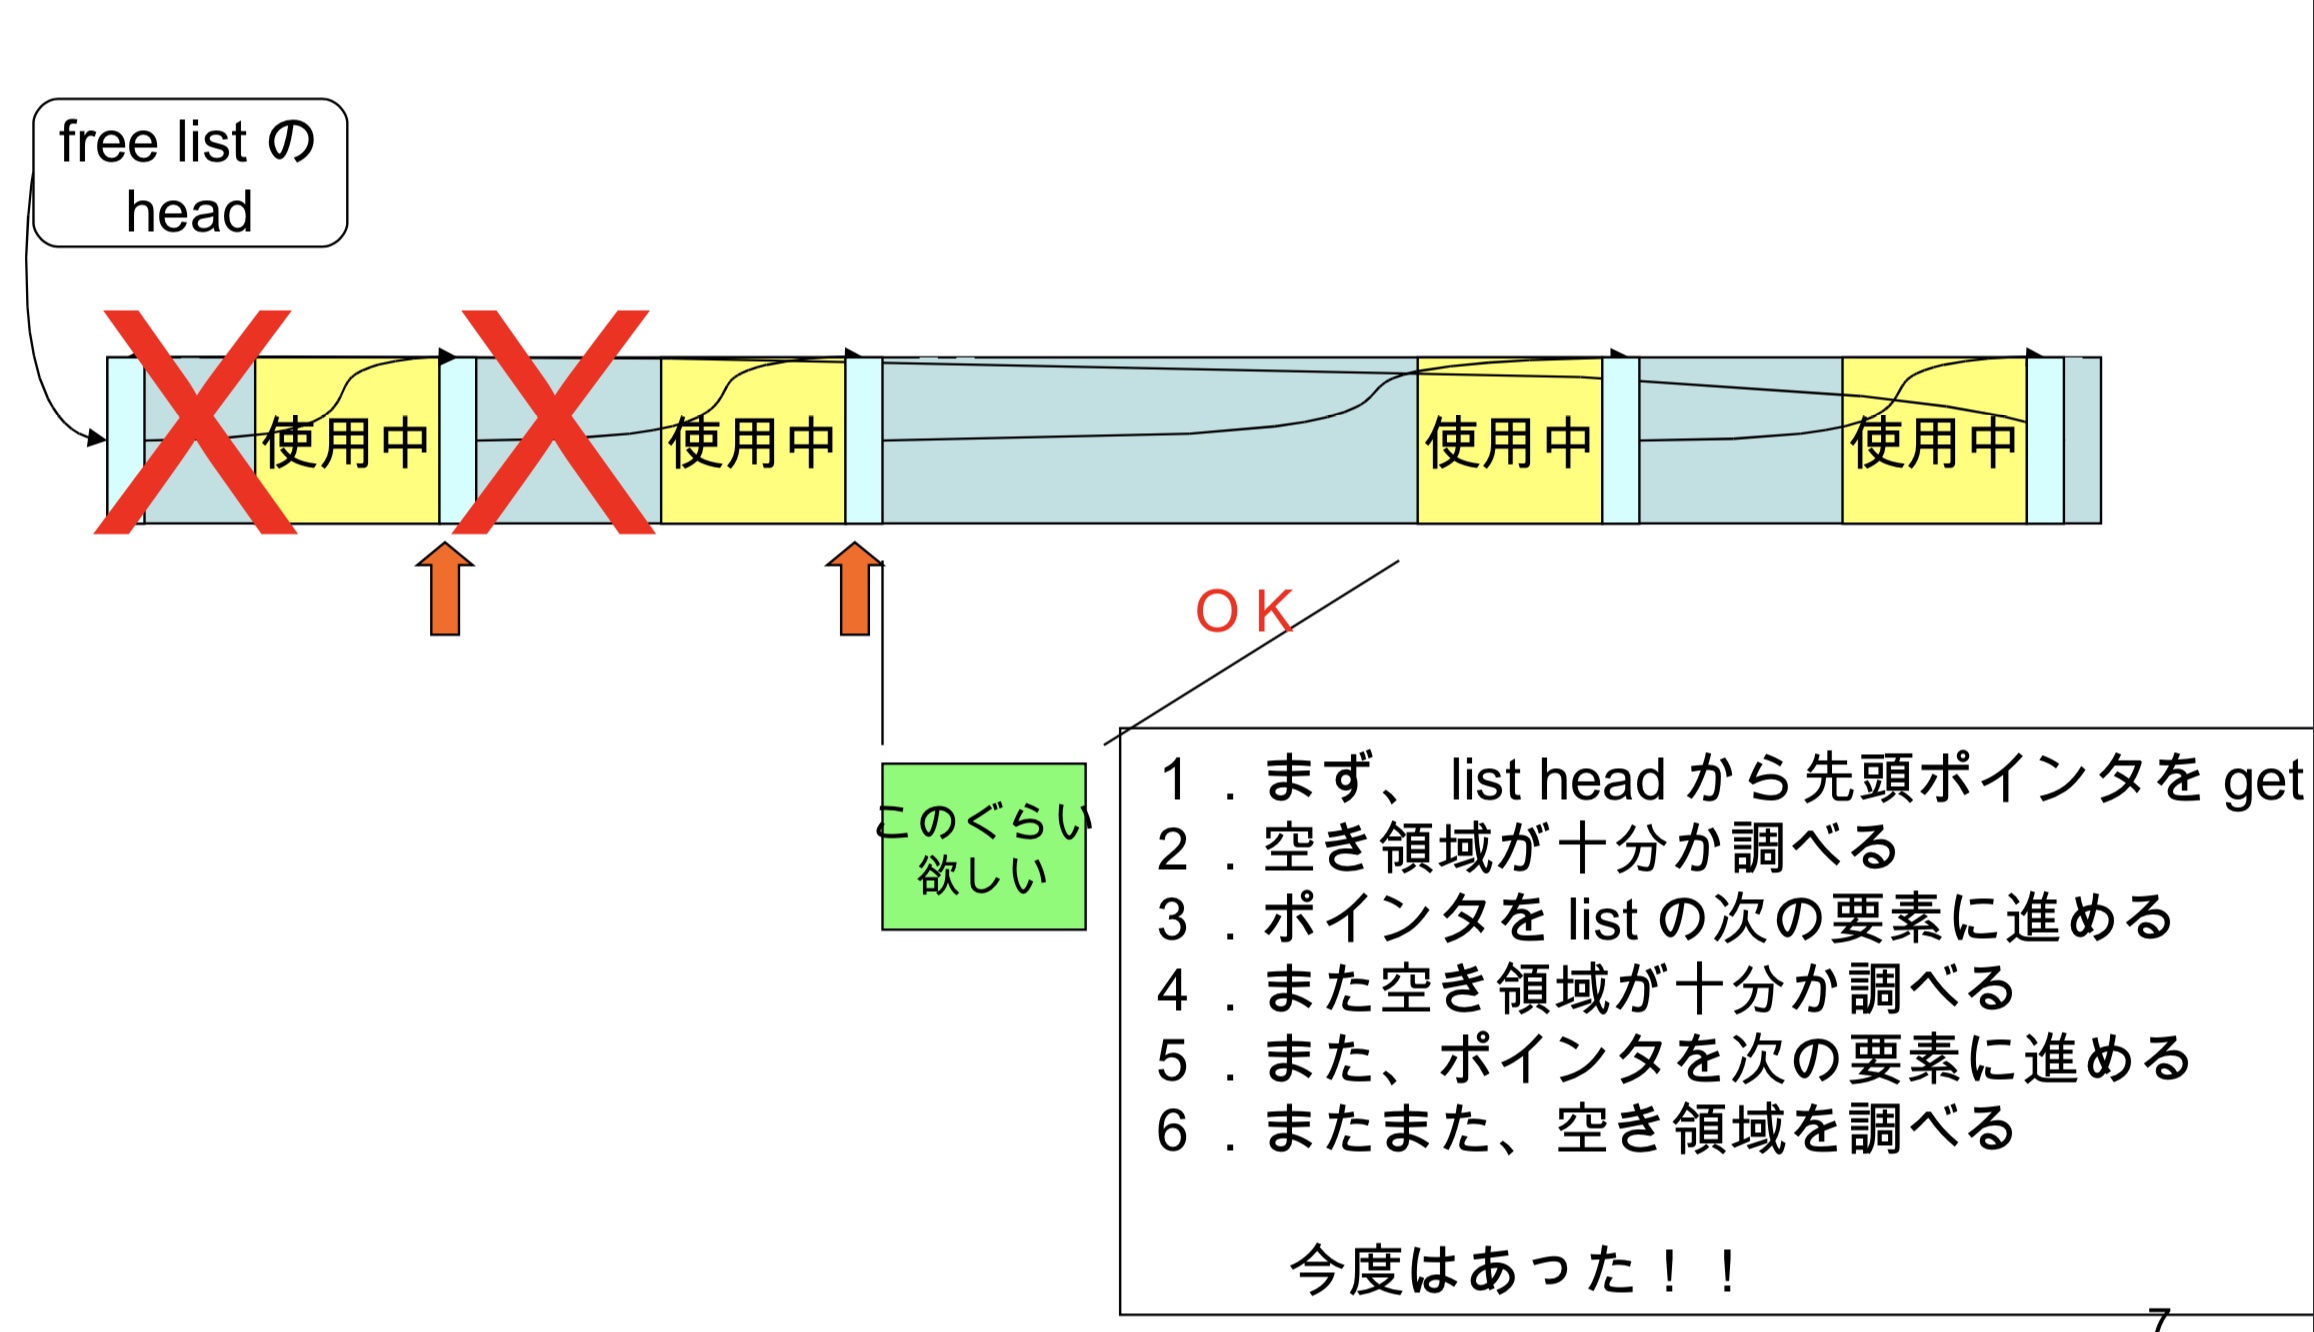 free list の
head
使用中
使用中
使用中
使用中
X
X
ＯＫ
このぐらい
欲しい
１．まず、 list head から先頭ポインタを get
２．空き領域が十分か調べる
３．ポインタを list の次の要素に進める
４．また空き領域が十分か調べる
５．また、ポインタを次の要素に進める
６．またまた、空き領域を調べる
今度はあった！！
7